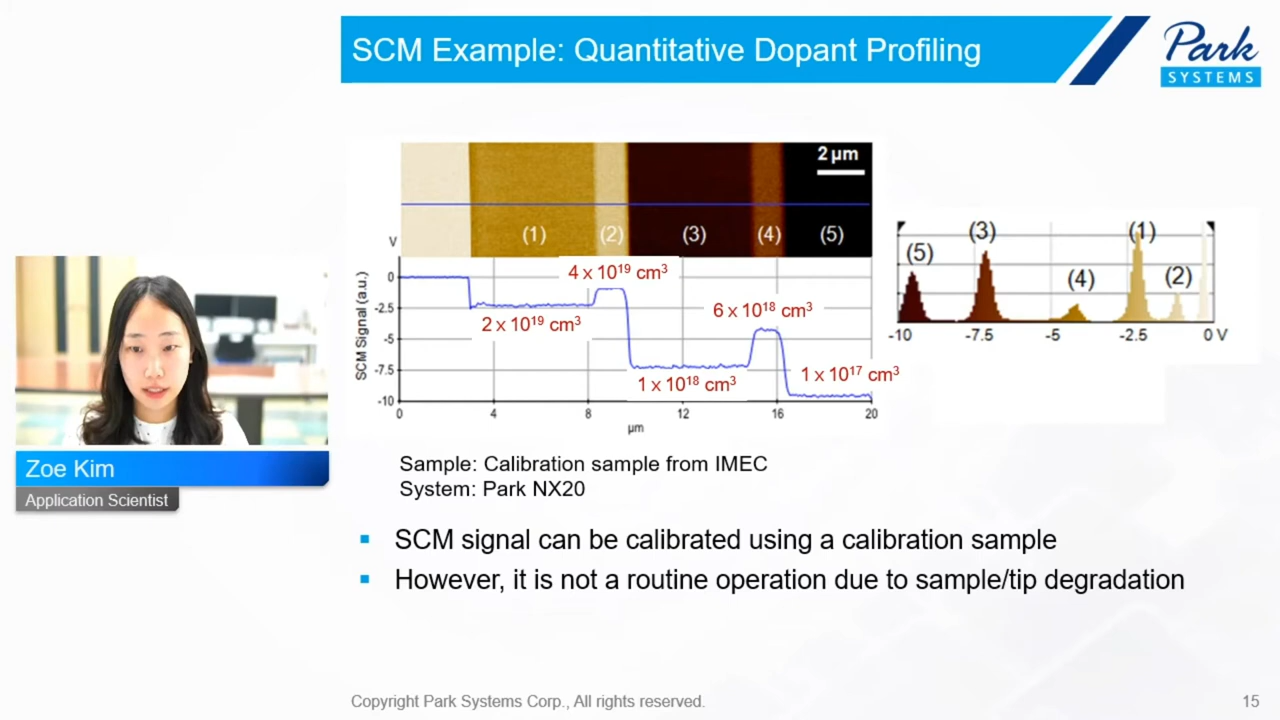 SCM Example: Quantitative Dopant Profiling
Park
SYSTEMS
2 µm
(1) (2) (3) (4) (5)
V
SCM Signal (a.u.)
0
-2.5
-5
-7.5
-10
4 x 10¹⁹ cm³
2 x 10¹⁹ cm³
6 x 10¹⁸ cm³
1 x 10¹⁸ cm³
1 x 10¹⁷ cm³
0 4 8 12 16 20
µm
(5) (3) (4) (1) (2)
-10 -7.5 -5 -2.5 0 V
Zoe Kim
Application Scientist
Sample: Calibration sample from IMEC
System: Park NX20
▪ SCM signal can be calibrated using a calibration sample
▪ However, it is not a routine operation due to sample/tip degradation
Copyright Park Systems Corp., All rights reserved.
15